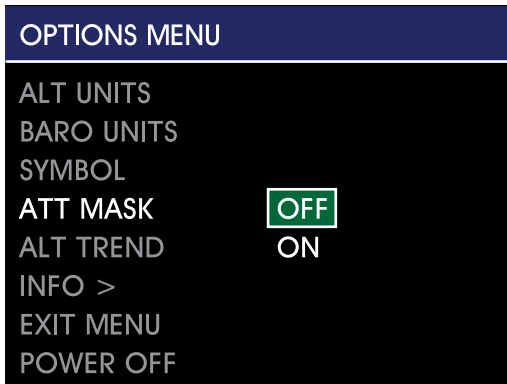 OPTIONS MENU
ALT UNITS
BARO UNITS
SYMBOL
ATT MASK OFF
ALT TREND ON
INFO >
EXIT MENU
POWER OFF